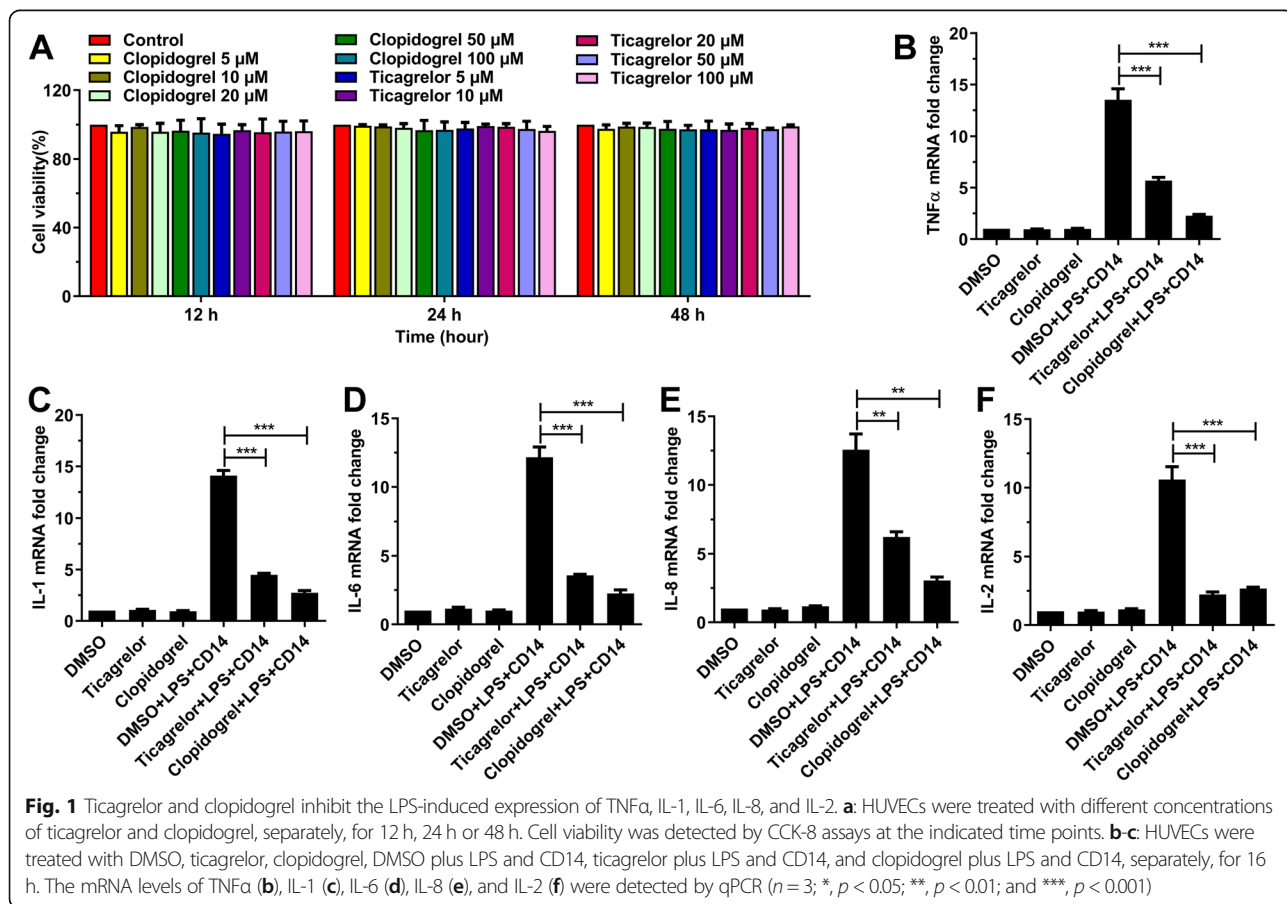 A
Control
Clopidogrel 5 µM
Clopidogrel 10 µM
Clopidogrel 20 µM
Clopidogrel 50 µM
Clopidogrel 100 µM
Ticagrelor 5 µM
Ticagrelor 10 µM
Ticagrelor 20 µM
Ticagrelor 50 µM
Ticagrelor 100 µM
Cell viability(%)
120
80
40
0
12 h
24 h
48 h
Time (hour)
B
TNFα mRNA fold change
20
15
10
5
0
***
***
DMSO
Ticagrelor
Clopidogrel
DMSO+LPS+CD14
Ticagrelor+LPS+CD14
Clopidogrel+LPS+CD14
C
IL-1 mRNA fold change
20
15
10
5
0
***
***
DMSO
Ticagrelor
Clopidogrel
DMSO+LPS+CD14
Ticagrelor+LPS+CD14
Clopidogrel+LPS+CD14
D
IL-6 mRNA fold change
15
10
5
0
***
***
DMSO
Ticagrelor
Clopidogrel
DMSO+LPS+CD14
Ticagrelor+LPS+CD14
Clopidogrel+LPS+CD14
E
IL-8 mRNA fold change
15
10
5
0
**
**
DMSO
Ticagrelor
Clopidogrel
DMSO+LPS+CD14
Ticagrelor+LPS+CD14
Clopidogrel+LPS+CD14
F
IL-2 mRNA fold change
15
10
5
0
***
***
DMSO
Ticagrelor
Clopidogrel
DMSO+LPS+CD14
Ticagrelor+LPS+CD14
Clopidogrel+LPS+CD14
Fig. 1 Ticagrelor and clopidogrel inhibit the LPS-induced expression of TNFα, IL-1, IL-6, IL-8, and IL-2. a: HUVECs were treated with different concentrations
of ticagrelor and clopidogrel, separately, for 12 h, 24 h or 48 h. Cell viability was detected by CCK-8 assays at the indicated time points. b-c: HUVECs were
treated with DMSO, ticagrelor, clopidogrel, DMSO plus LPS and CD14, ticagrelor plus LPS and CD14, and clopidogrel plus LPS and CD14, separately, for 16
h. The mRNA levels of TNFα (b), IL-1 (c), IL-6 (d), IL-8 (e), and IL-2 (f) were detected by qPCR (n = 3; *, p < 0.05; **, p < 0.01; and ***, p < 0.001)